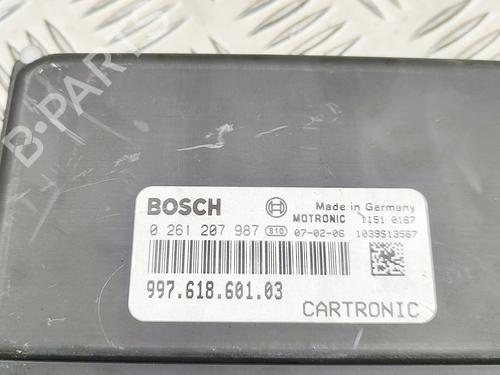 B-PARTS
BOSCH
Made in Germany
MOTRONIC 1151 0167
0 261 207 987 810 07-02-06 1039S13567
997.618.601.03
CARTRONIC